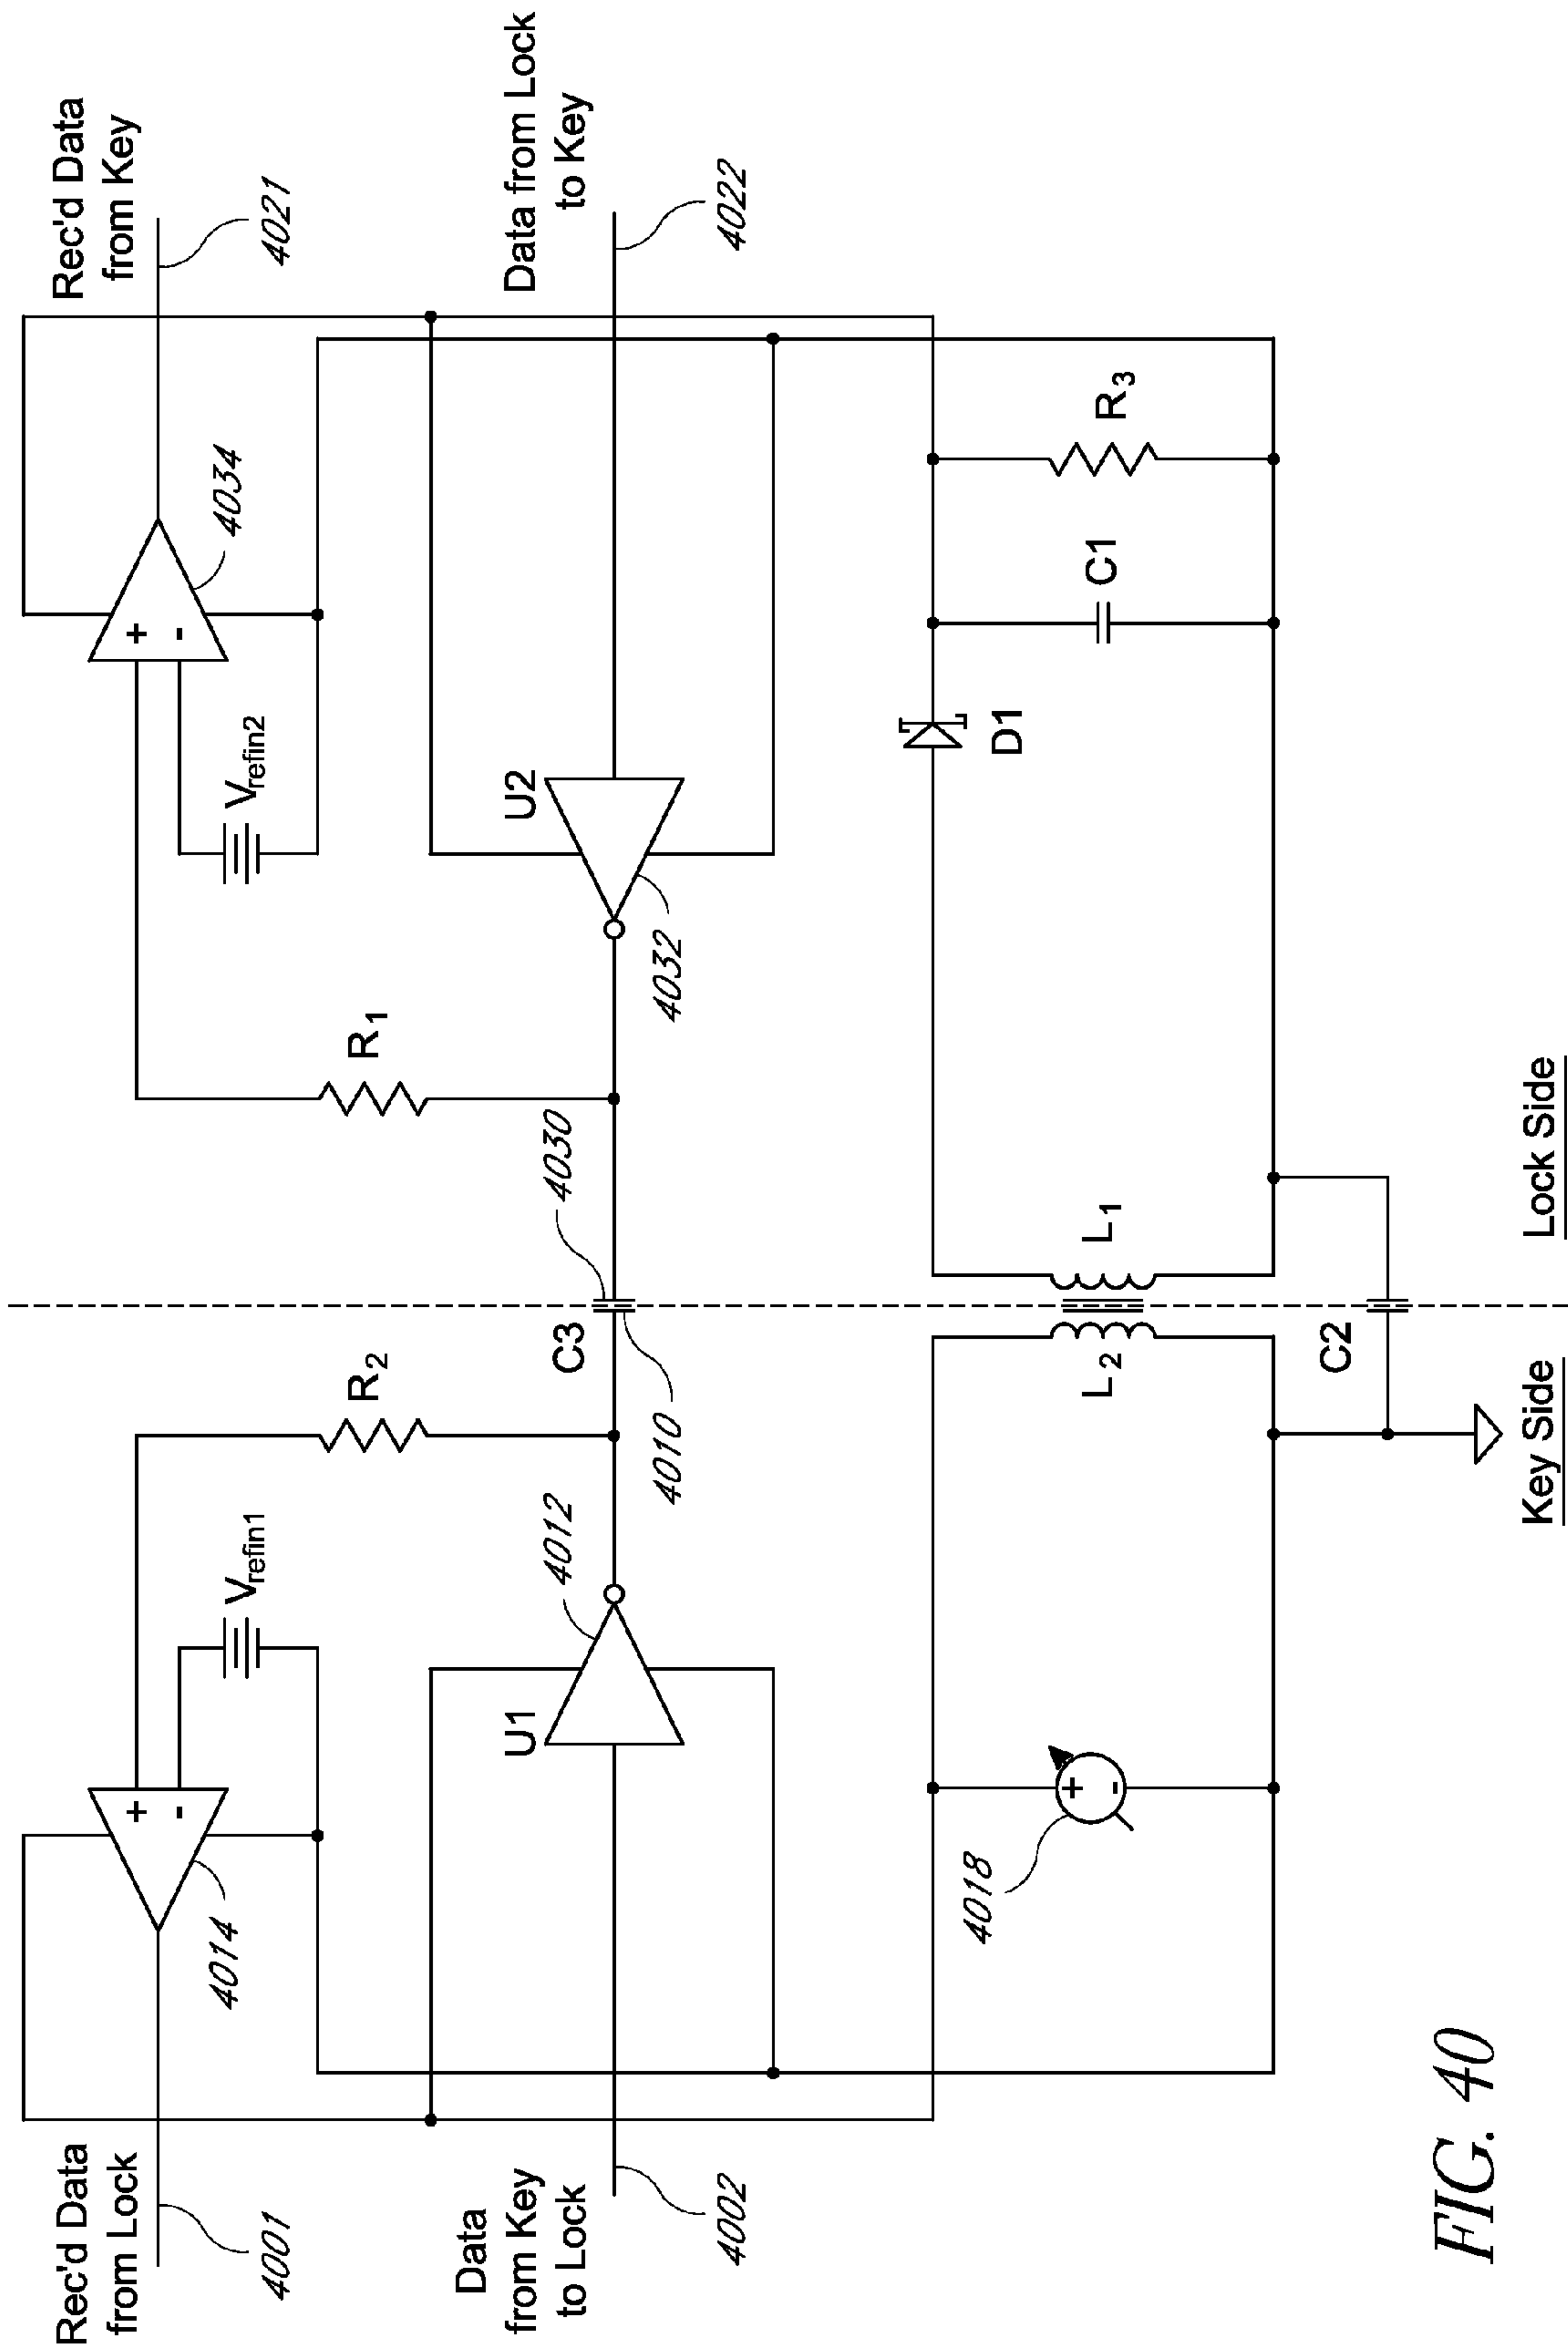 Rec'd Data
from Lock
4001
4014
+
-
Vrefin1
R2
R1
Vrefin2
+
-
4034
Rec'd Data
from Key
4021
Data
from Key
to Lock
4002
U1
4012
C3
4010
4030
4032
U2
Data from Lock
to Key
4022
4018
+
-
L2
L1
D1
C1
R3
C2
Key Side
Lock Side
FIG. 40